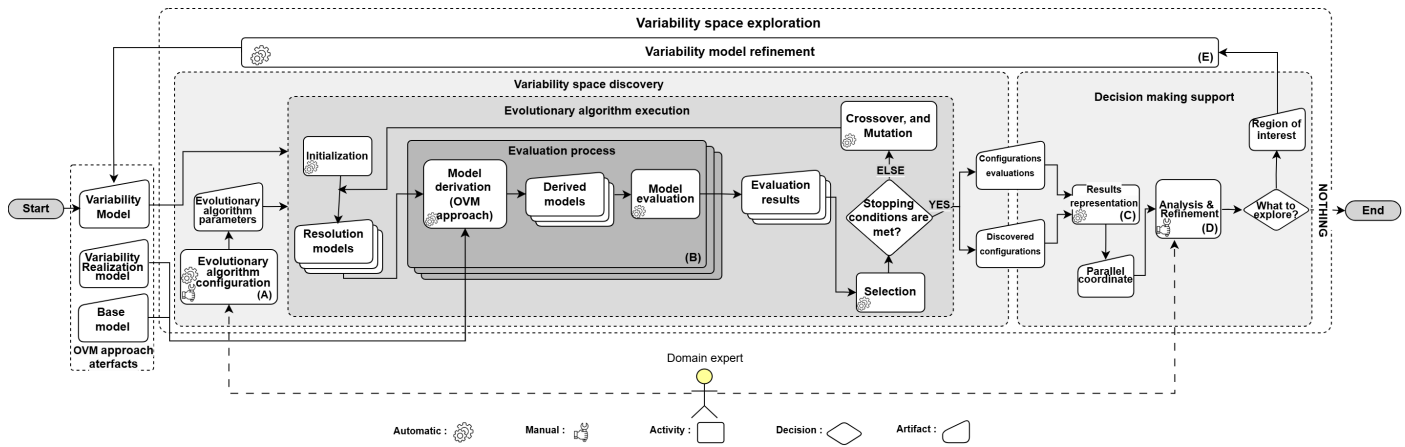 Variability space exploration
Variability model refinement
(E)
Variability space discovery
Decision making support
Evolutionary algorithm execution
Crossover, and
Mutation
Region of
interest
Initialization
Evaluation process
ELSE
Configurations
evaluations
Start
Variability
Model
Evolutionary
algorithm
parameters
Resolution
models
Model
derivation
(OVM
approach)
Derived
models
Model
evaluation
Evaluation
results
Stopping
conditions are
met?
YES
Results
representation
(C)
Analysis &
Refinement
(D)
What to
explore?
NOTHING
End
Variability
Realization
model
Evolutionary
algorithm
configuration
(A)
(B)
Selection
Discovered
configurations
Parallel
coordinate
Base
model
OVM approach
aterfacts
Domain expert
Automatic :
Manual :
Activity :
Decision :
Artifact :